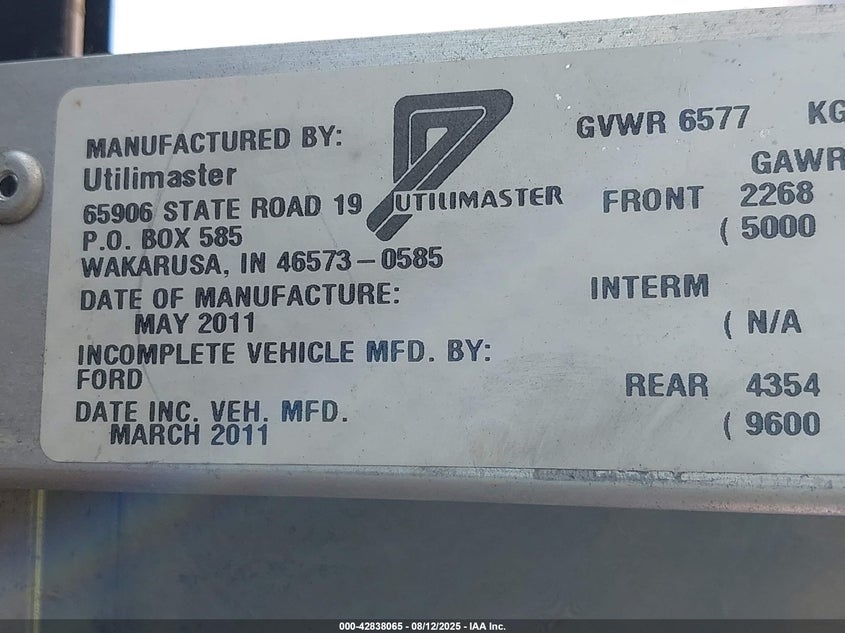 MANUFACTURED BY:
Utilimaster
65906 STATE ROAD 19
P.O. BOX 585
WAKARUSA, IN 46573-0585
DATE OF MANUFACTURE:
MAY 2011
INCOMPLETE VEHICLE MFD. BY:
FORD
DATE INC. VEH. MFD.
MARCH 2011
UTILIMASTER
GVWR 6577 KG
GAWR
FRONT 2268
( 5000
INTERM
( N/A
REAR 4354
( 9600
000-42838065 - 08/12/2025 - IAA Inc.